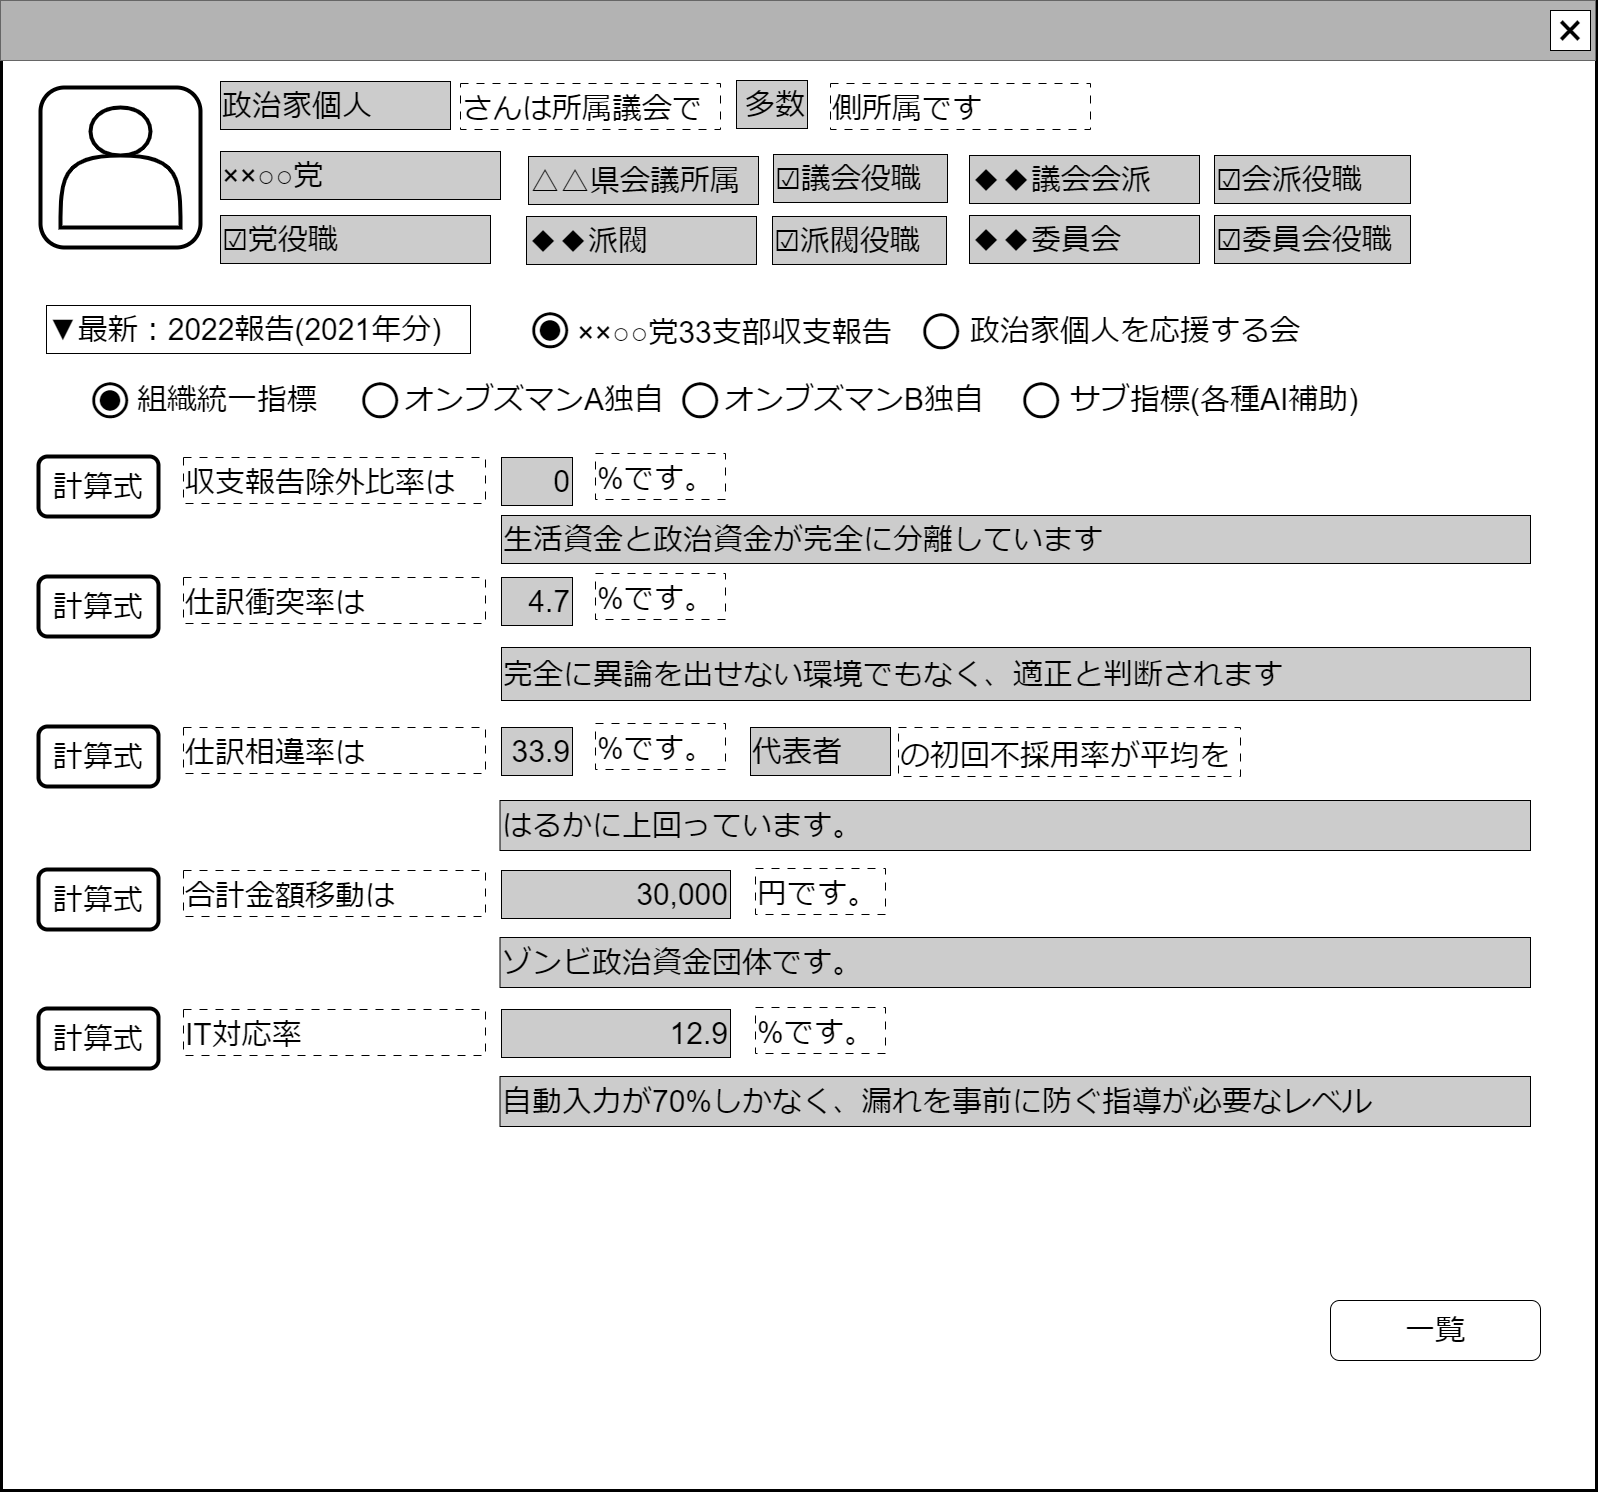 政治家個人 さんは所属議会で 多数 側所属です
××○○党 △△県会議所属 ☑議会役職 ◆◆議会会派 ☑会派役職
☑党役職 ◆◆派閥 ☑派閥役職 ◆◆委員会 ☑委員会役職
▼最新：2022報告(2021年分) ××○○党33支部収支報告 政治家個人を応援する会
組織統一指標 オンブズマンA独自 オンブズマンB独自 サブ指標(各種AI補助)
計算式 収支報告除外比率は 0 %です。
生活資金と政治資金が完全に分離しています
計算式 仕訳衝突率は 4.7 %です。
完全に異論を出せない環境でもなく、適正と判断されます
計算式 仕訳相違率は 33.9 %です。 代表者 の初回不採用率が平均を
はるかに上回っています。
計算式 合計金額移動は 30,000 円です。
ゾンビ政治資金団体です。
計算式 IT対応率 12.9 %です。
自動入力が70%しかなく、漏れを事前に防ぐ指導が必要なレベル
一覧